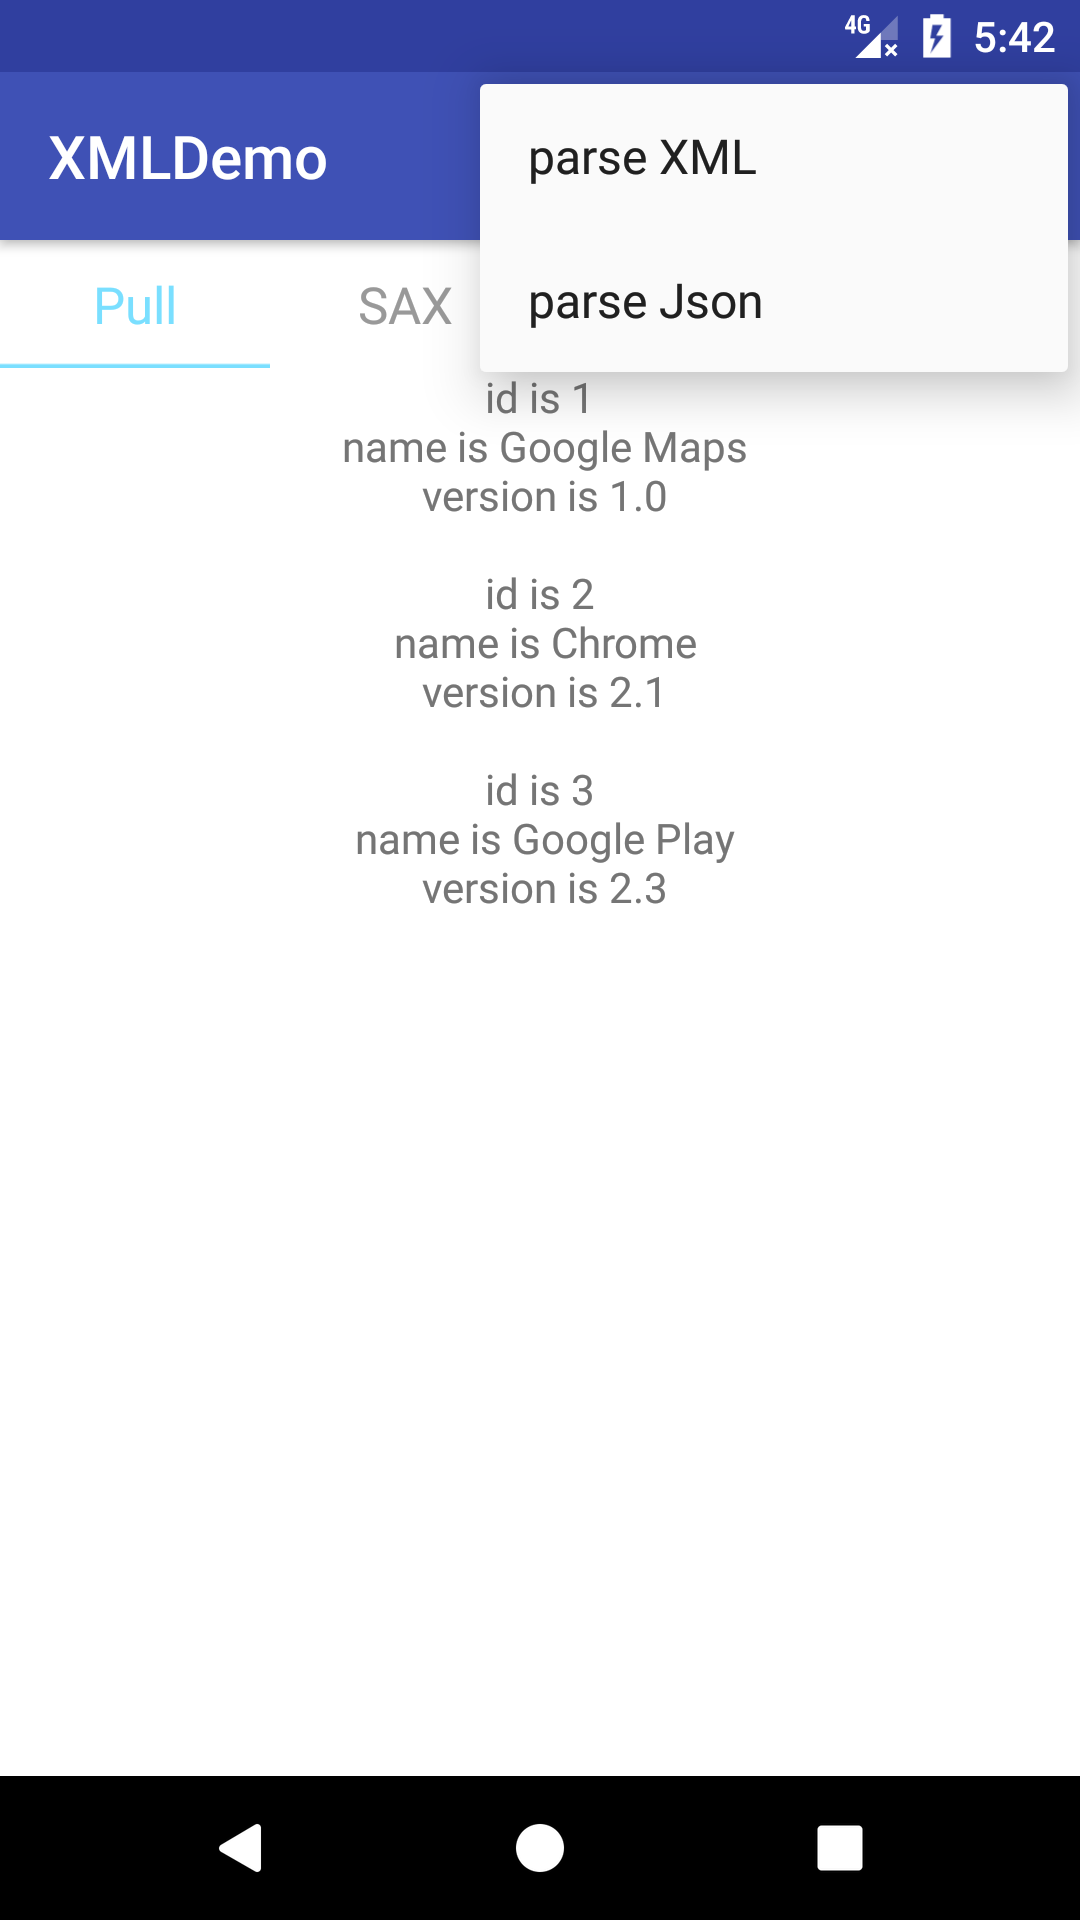 4G 5:42
XMLDemo
parse XML
parse Json
Pull SAX
id is 1
name is Google Maps
version is 1.0
id is 2
name is Chrome
version is 2.1
id is 3
name is Google Play
version is 2.3